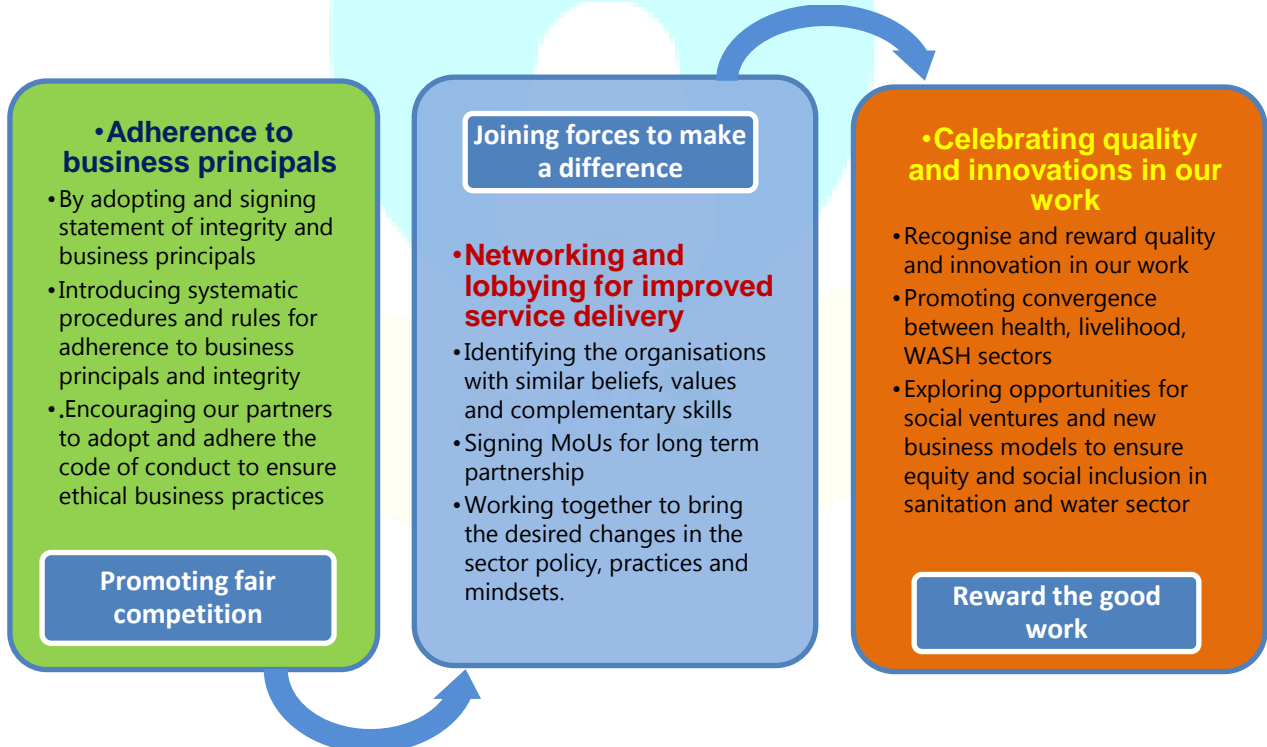 •Adherence to
business principals
•By adopting and signing
statement of integrity and
business principals
•Introducing systematic
procedures and rules for
adherence to business
principals and integrity
•.Encouraging our partners
to adopt and adhere the
code of conduct to ensure
ethical business practices
Promoting fair
competition
Joining forces to make
a difference
•Networking and
lobbying for improved
service delivery
•Identifying the organisations
with similar beliefs, values
and complementary skills
•Signing MoUs for long term
partnership
•Working together to bring
the desired changes in the
sector policy, practices and
mindsets.
•Celebrating quality
and innovations in our
work
•Recognise and reward quality
and innovation in our work
•Promoting convergence
between health, livelihood,
WASH sectors
•Exploring opportunities for
social ventures and new
business models to ensure
equity and social inclusion in
sanitation and water sector
Reward the good
work